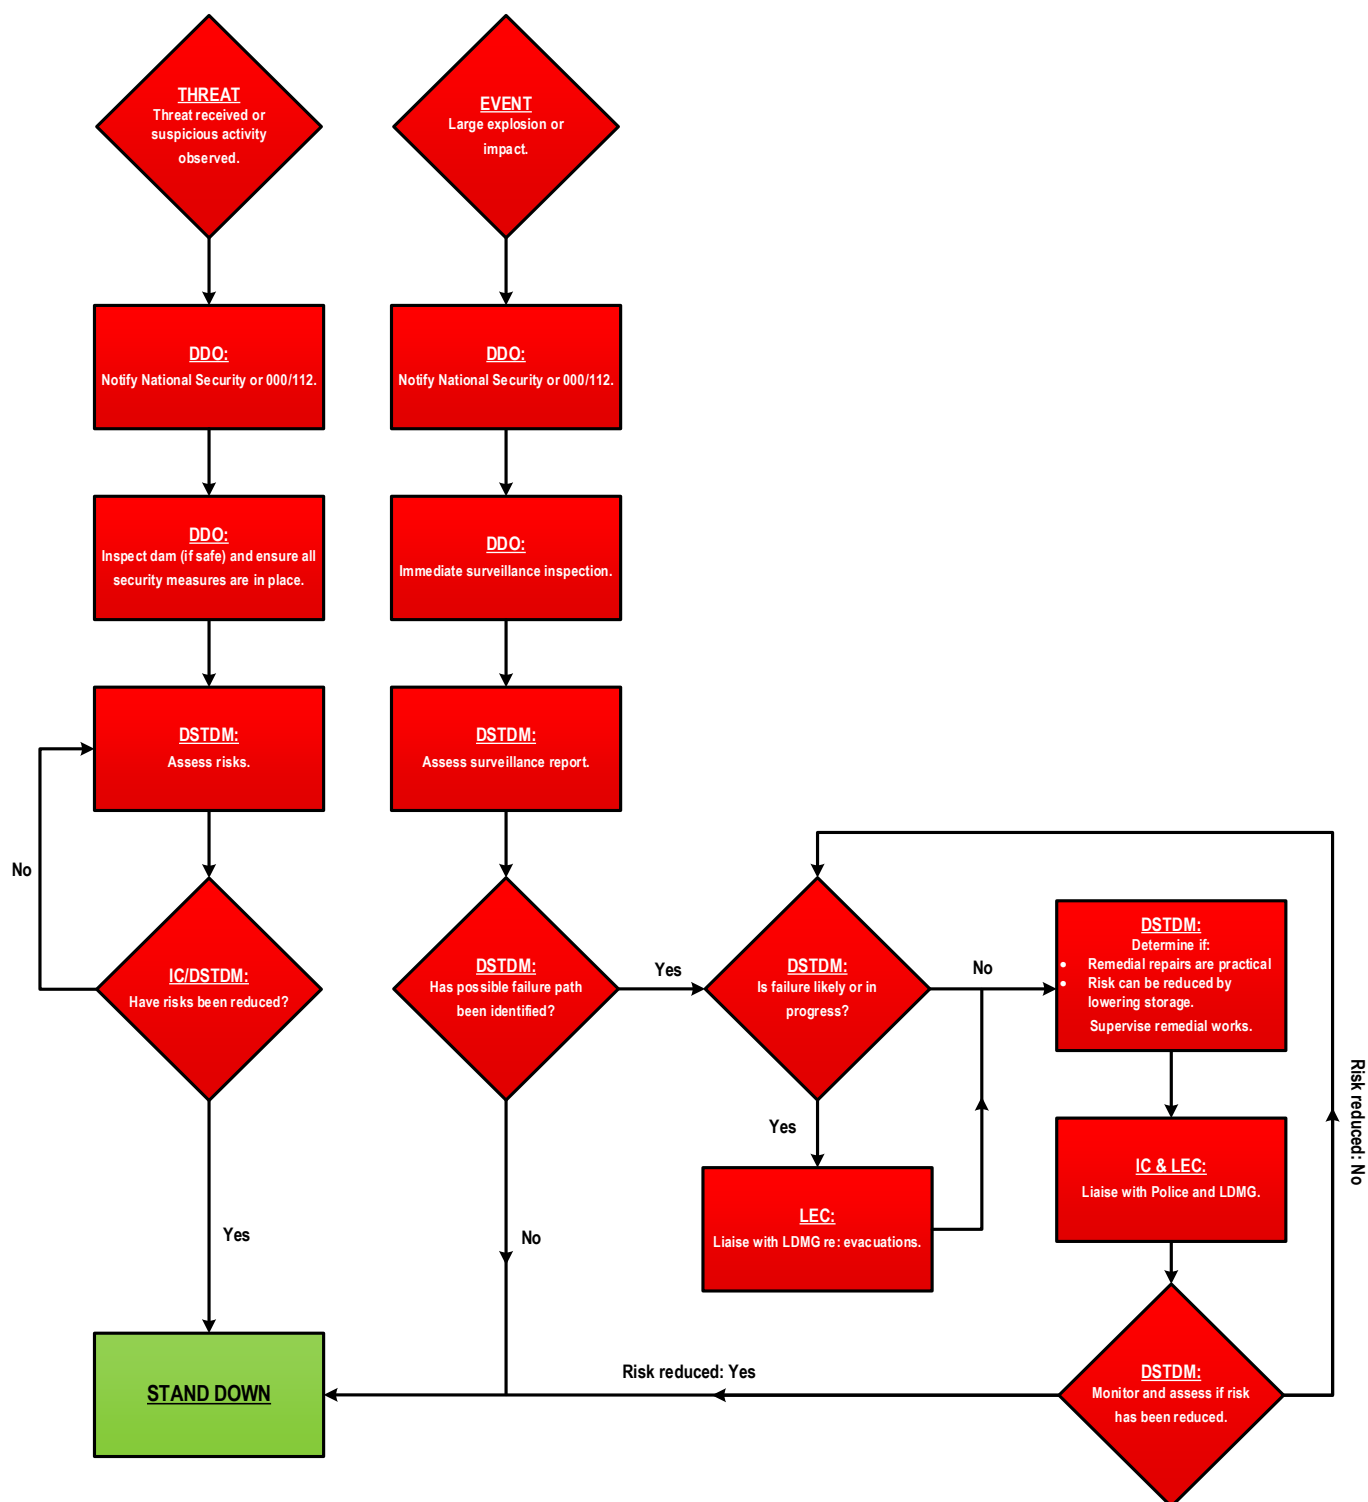 THREAT
Threat received or
suspicious activity
observed.
EVENT
Large explosion or
impact.
DDO:
Notify National Security or 000/112.
DDO:
Notify National Security or 000/112.
DDO:
Inspect dam (if safe) and ensure all
security measures are in place.
DDO:
Immediate surveillance inspection.
DSTDM:
Assess risks.
DSTDM:
Assess surveillance report.
No
IC/DSTDM:
Have risks been reduced?
DSTDM:
Has possible failure path
been identified?
Yes
DSTDM:
Is failure likely or in
progress?
No
DSTDM:
Determine if:
• Remedial repairs are practical
• Risk can be reduced by
lowering storage.
Supervise remedial works.
Yes
Risk reduced: No
IC & LEC:
Liaise with Police and LDMG.
LEC:
Liaise with LDMG re: evacuations.
Yes
No
Risk reduced: Yes
STAND DOWN
DSTDM:
Monitor and assess if risk
has been reduced.